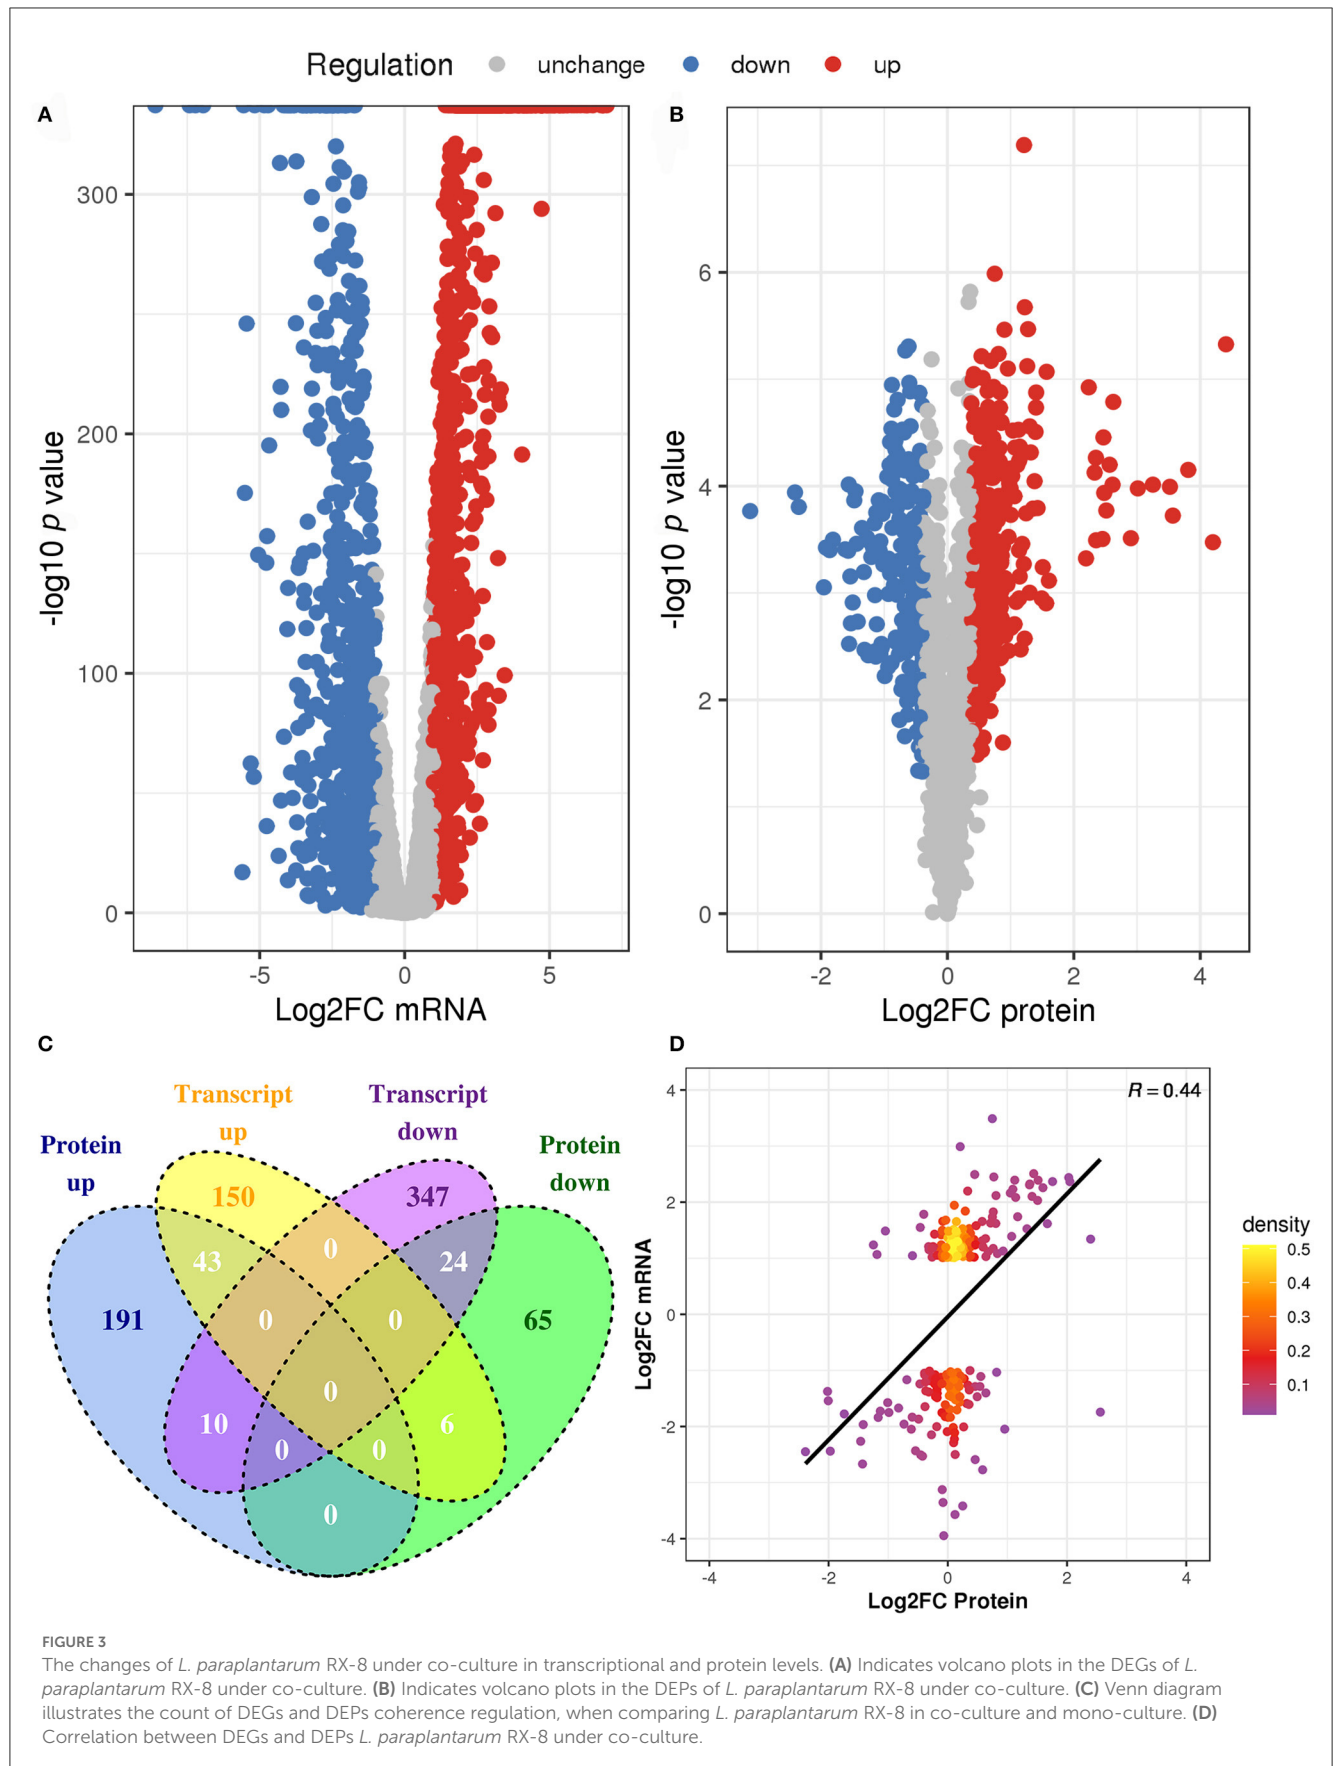 Regulation unchange down up
A
B
300
200
100
0
-log10 p value
-5 0 5
Log2FC mRNA
6
4
2
0
-log10 p value
-2 0 2 4
Log2FC protein
C
Transcript
up
Transcript
down
Protein
up
Protein
down
150
347
43
0
24
191
0
0
65
0
10
6
0
0
0
D
R = 0.44
4
2
0
-2
-4
Log2FC mRNA
-4 -2 0 2 4
Log2FC Protein
density
0.5
0.4
0.3
0.2
0.1
FIGURE 3
The changes of L. paraplantarum RX-8 under co-culture in transcriptional and protein levels. (A) Indicates volcano plots in the DEGs of L.
paraplantarum RX-8 under co-culture. (B) Indicates volcano plots in the DEPs of L. paraplantarum RX-8 under co-culture. (C) Venn diagram
illustrates the count of DEGs and DEPs coherence regulation, when comparing L. paraplantarum RX-8 in co-culture and mono-culture. (D)
Correlation between DEGs and DEPs L. paraplantarum RX-8 under co-culture.